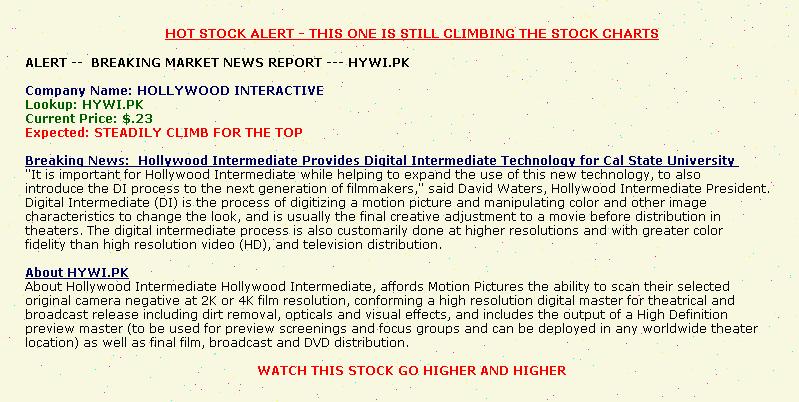 HOT STOCK ALERT - THIS ONE IS STILL CLIMBING THE STOCK CHARTS
ALERT -- BREAKING MARKET NEWS REPORT --- HYWI.PK
Company Name: HOLLYWOOD INTERACTIVE
Lookup: HYWI.PK
Current Price: $.23
Expected: STEADILY CLIMB FOR THE TOP
Breaking News: Hollywood Intermediate Provides Digital Intermediate Technology for Cal State University
"It is important for Hollywood Intermediate while helping to expand the use of this new technology, to also
introduce the DI process to the next generation of filmmakers," said David Waters, Hollywood Intermediate President.
Digital Intermediate (DI) is the process of digitizing a motion picture and manipulating color and other image
characteristics to change the look, and is usually the final creative adjustment to a movie before distribution in
theaters. The digital intermediate process is also customarily done at higher resolutions and with greater color
fidelity than high resolution video (HD), and television distribution.
About HYWI.PK
About Hollywood Intermediate Hollywood Intermediate, affords Motion Pictures the ability to scan their selected
original camera negative at 2K or 4K film resolution, conforming a high resolution digital master for theatrical and
broadcast release including dirt removal, opticals and visual effects, and includes the output of a High Definition
preview master (to be used for preview screenings and focus groups and can be deployed in any worldwide theater
location) as well as final film, broadcast and DVD distribution.
WATCH THIS STOCK GO HIGHER AND HIGHER